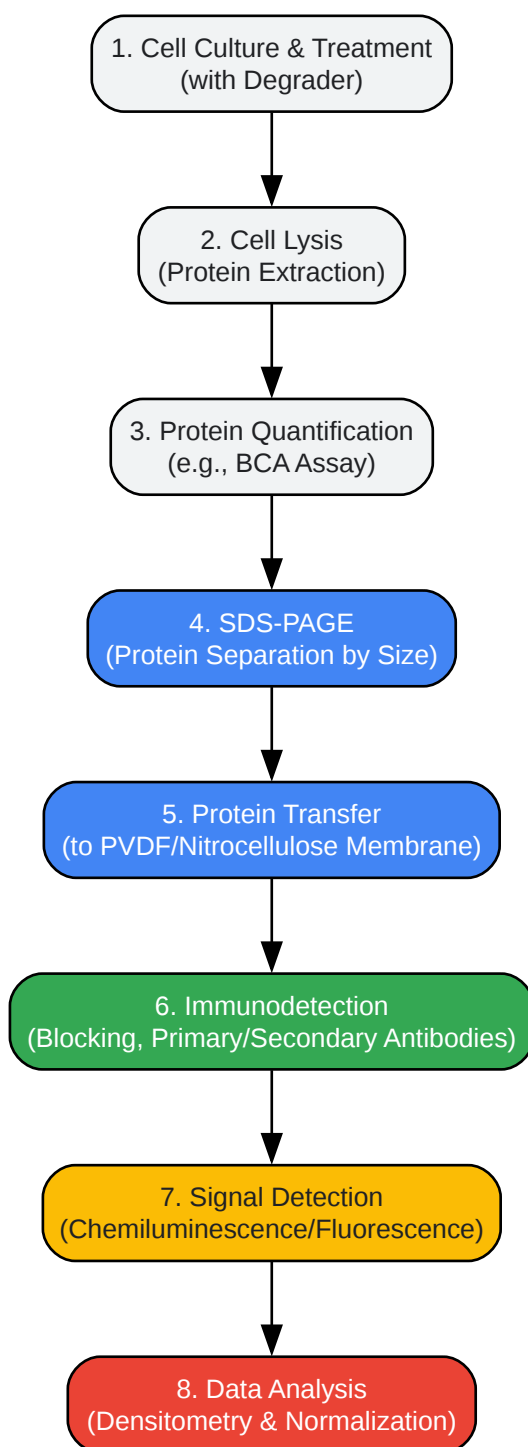 1. Cell Culture & Treatment
(with Degrader)
2. Cell Lysis
(Protein Extraction)
3. Protein Quantification
(e.g., BCA Assay)
4. SDS-PAGE
(Protein Separation by Size)
5. Protein Transfer
(to PVDF/Nitrocellulose Membrane)
6. Immunodetection
(Blocking, Primary/Secondary Antibodies)
7. Signal Detection
(Chemiluminescence/Fluorescence)
8. Data Analysis
(Densitometry & Normalization)